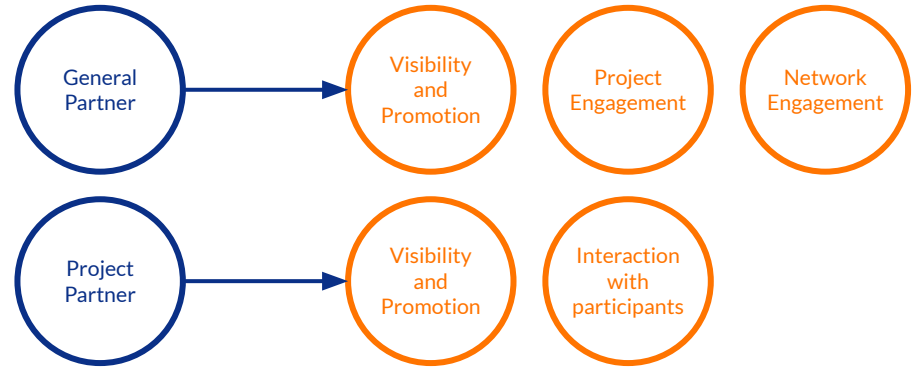 General
Partner
Visibility
and
Promotion
Project
Engagement
Network
Engagement
Project
Partner
Visibility
and
Promotion
Interaction
with
participants